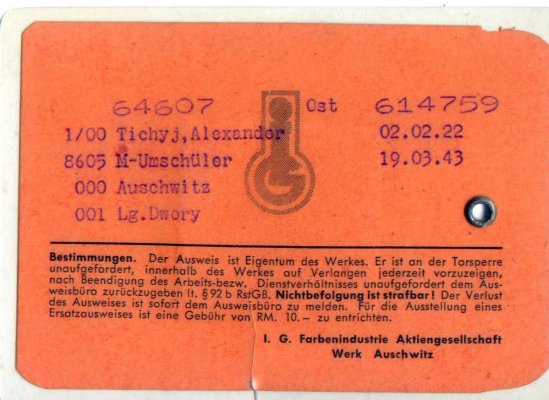 64607 Ost 614759
1/00 Tichyj,Alexander 02.02.22
8605 M-Umschüler 19.03.43
000 Auschwitz
001 Lg.Dwory
IG
Bestimmungen. Der Ausweis ist Eigentum des Werkes. Er ist an der Torsperre
unaufgefordert, innerhalb des Werkes auf Verlangen jederzeit vorzuzeigen,
nach Beendigung des Arbeits-bezw. Dienstverhältnisses unaufgefordert dem Aus-
weisbüro zurückzugeben lt. § 92 b RstGB. Nichtbefolgung ist strafbar! Der Verlust
des Ausweises ist sofort dem Ausweisbüro zu melden. Für die Ausstellung eines
Ersatzausweises ist eine Gebühr von RM. 10.– zu entrichten.
I. G. Farbenindustrie Aktiengesellschaft
Werk Auschwitz